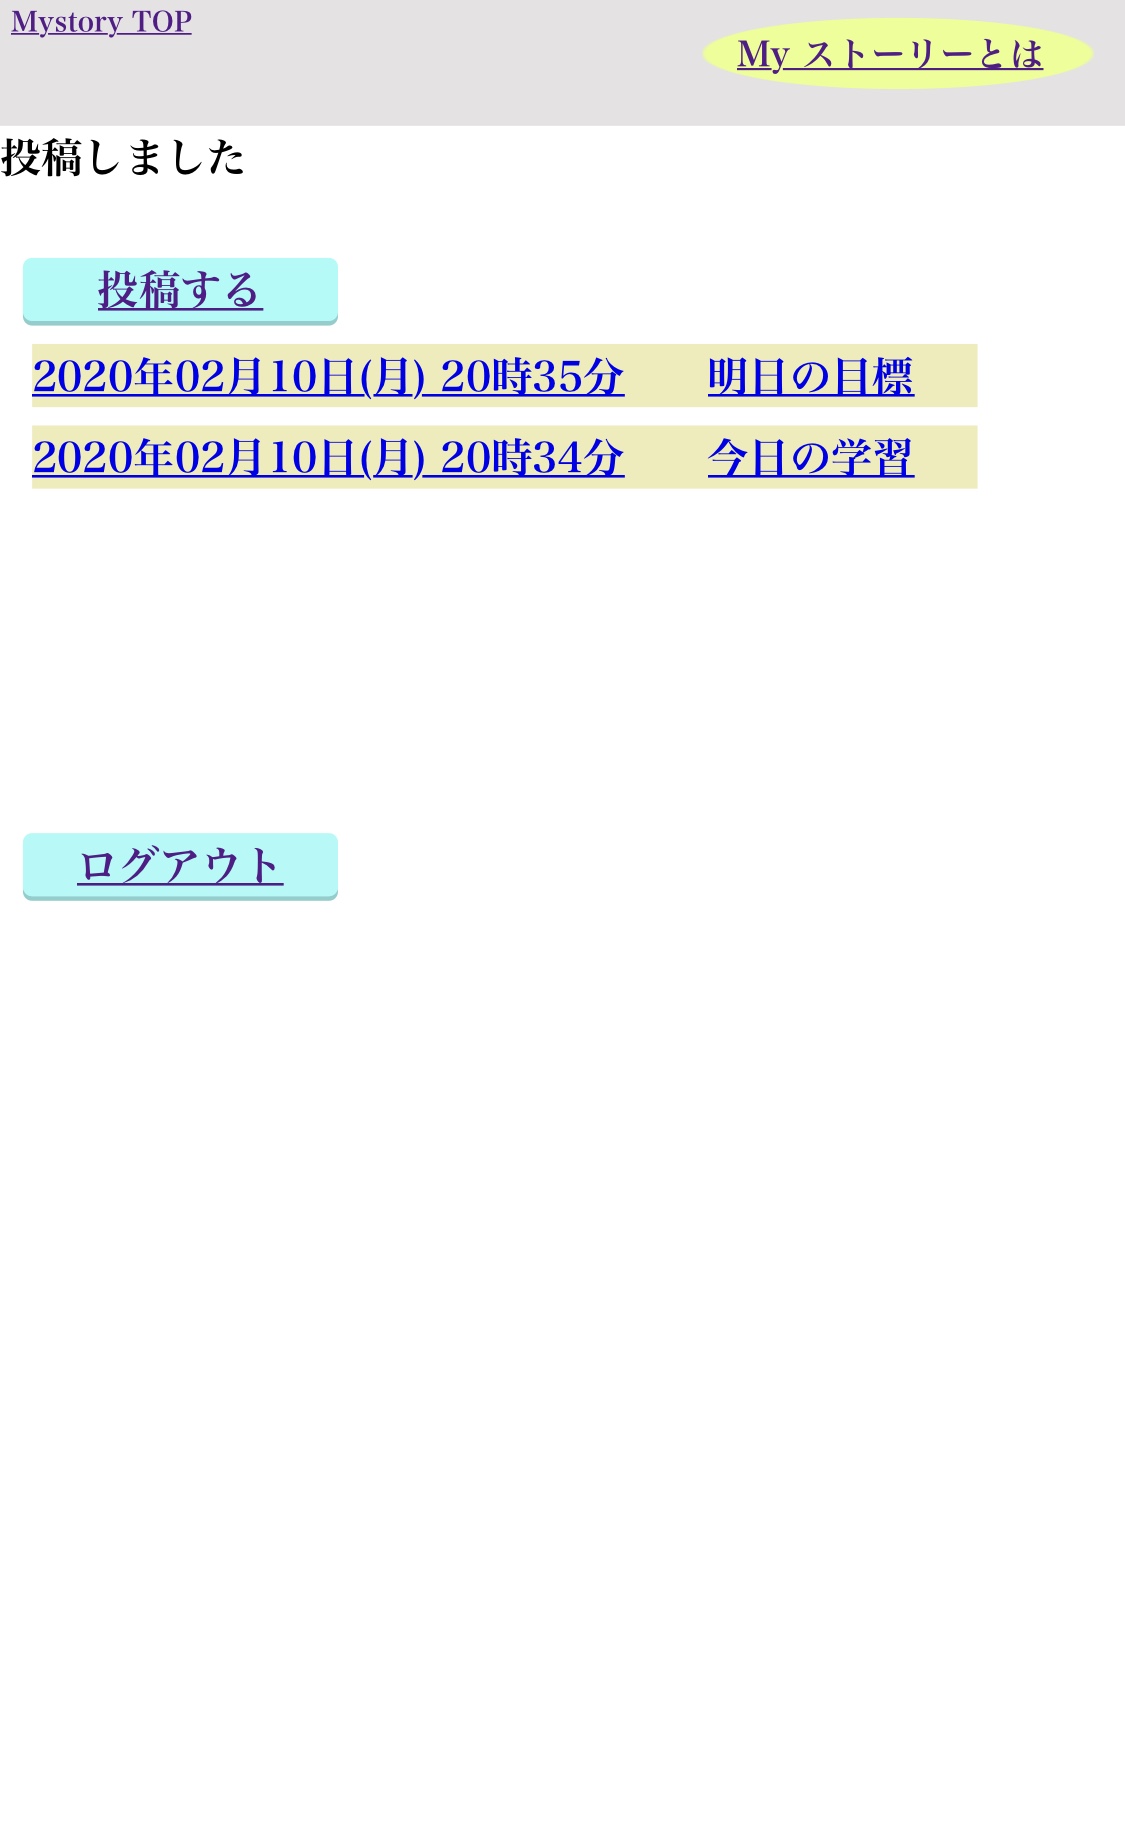 Mystory TOP
My ストーリーとは
投稿しました
投稿する
2020年02月10日(月) 20時35分　　明日の目標
2020年02月10日(月) 20時34分　　今日の学習
ログアウト